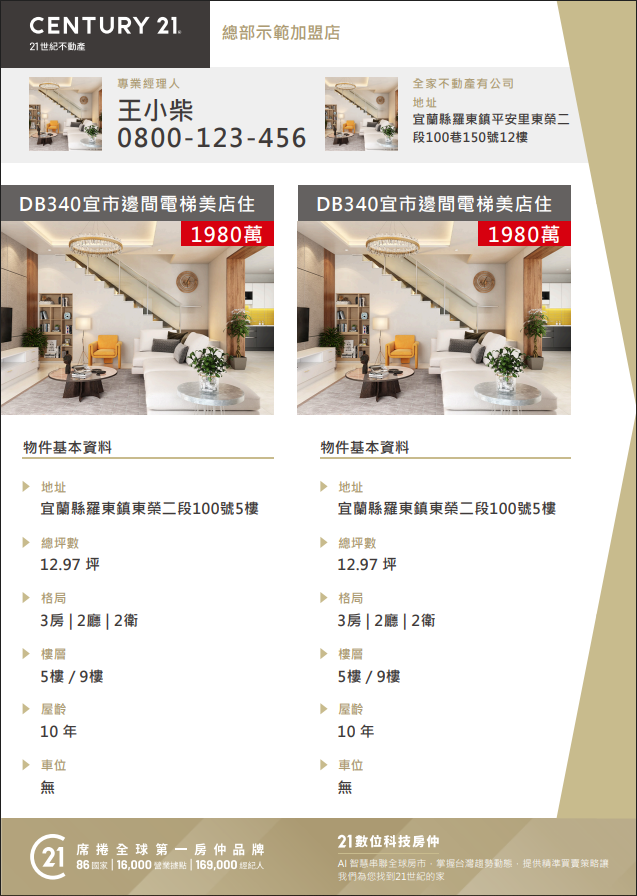 CENTURY 21.
21世紀不動產
總部示範加盟店
專業經理人
王小柴
0800-123-456
全家不動產有公司
地址
宜蘭縣羅東鎮平安里東榮二
段100巷150號12樓
DB340宜市邊間電梯美店住
1980萬
DB340宜市邊間電梯美店住
1980萬
物件基本資料
地址
宜蘭縣羅東鎮東榮二段100號5樓
總坪數
12.97 坪
格局
3房 | 2廳 | 2衛
樓層
5樓 / 9樓
屋齡
10 年
車位
無
物件基本資料
地址
宜蘭縣羅東鎮東榮二段100號5樓
總坪數
12.97 坪
格局
3房 | 2廳 | 2衛
樓層
5樓 / 9樓
屋齡
10 年
車位
無
C21
席捲全球第一房仲品牌
86國家 | 16,000營業據點 | 169,000經紀人
21數位科技房仲
AI 智慧串聯全球房市，掌握台灣證勢動態，提供精準買賣策略讓
我們為您找到21世紀的家